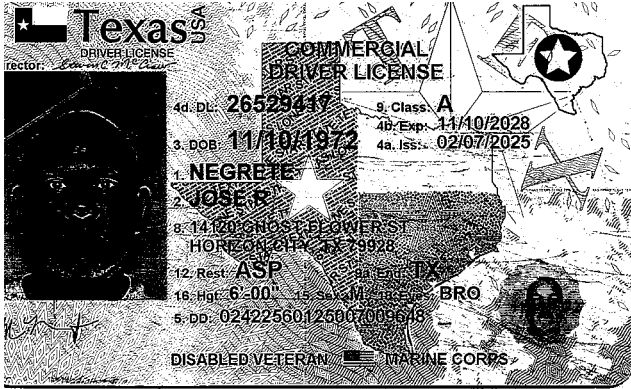 Texas USA
DRIVER LICENSE
COMMERCIAL
DRIVER LICENSE
4d. DL: 26529417 9. Class: A
4b. Exp: 11/10/2028
3. DOB: 11/10/1972 4a. Iss: 02/07/2025
1. NEGRETE
2. JOSE R
8. 14120 GHOST FLOWER ST
HORIZON CITY, TX 79928
12. Rest: ASP 9a. End: TX
16. Hgt: 6'-00" 15. Sex: M 18. Eyes: BRO
5. DD: 02422560125007009648
DISABLED VETERAN MARINE CORPS